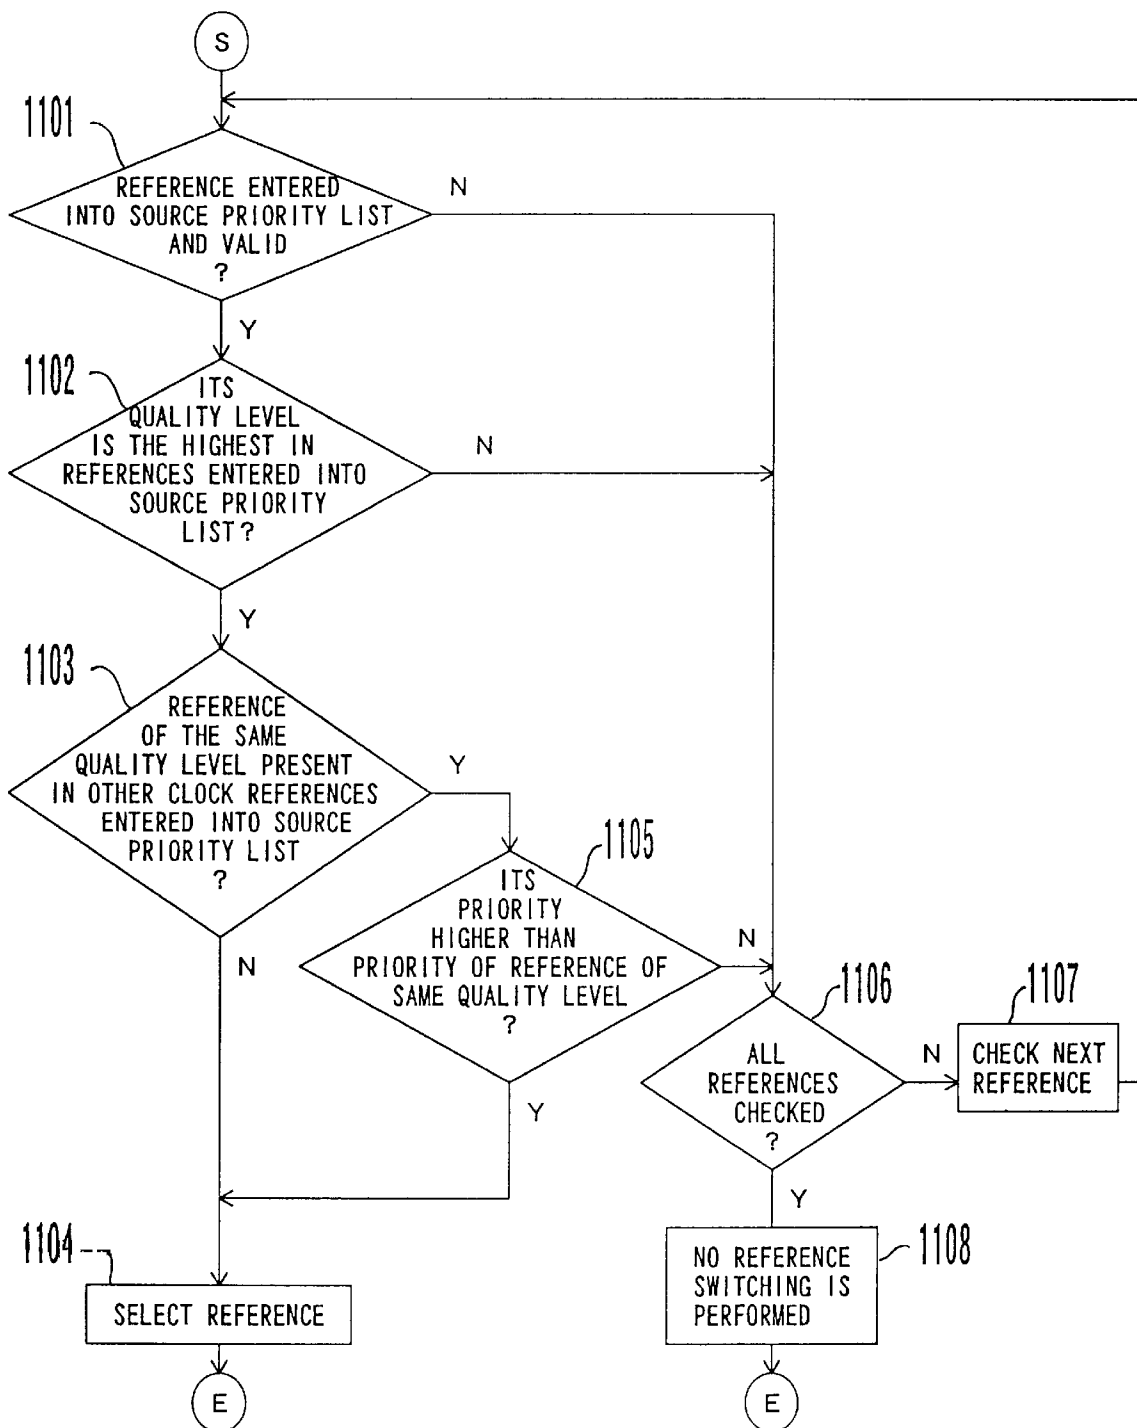 S
1101
REFERENCE ENTERED
INTO SOURCE PRIORITY LIST
AND VALID
?
N
Y
1102
ITS
QUALITY LEVEL
IS THE HIGHEST IN
REFERENCES ENTERED INTO
SOURCE PRIORITY
LIST?
N
Y
1103
REFERENCE
OF THE SAME
QUALITY LEVEL PRESENT
IN OTHER CLOCK REFERENCES
ENTERED INTO SOURCE
PRIORITY LIST
?
Y
N
1105
ITS
PRIORITY
HIGHER THAN
PRIORITY OF REFERENCE OF
SAME QUALITY LEVEL
?
N
Y
1106
ALL
REFERENCES
CHECKED
?
N
Y
1107
CHECK NEXT
REFERENCE
1104
SELECT REFERENCE
E
1108
NO REFERENCE
SWITCHING IS
PERFORMED
E